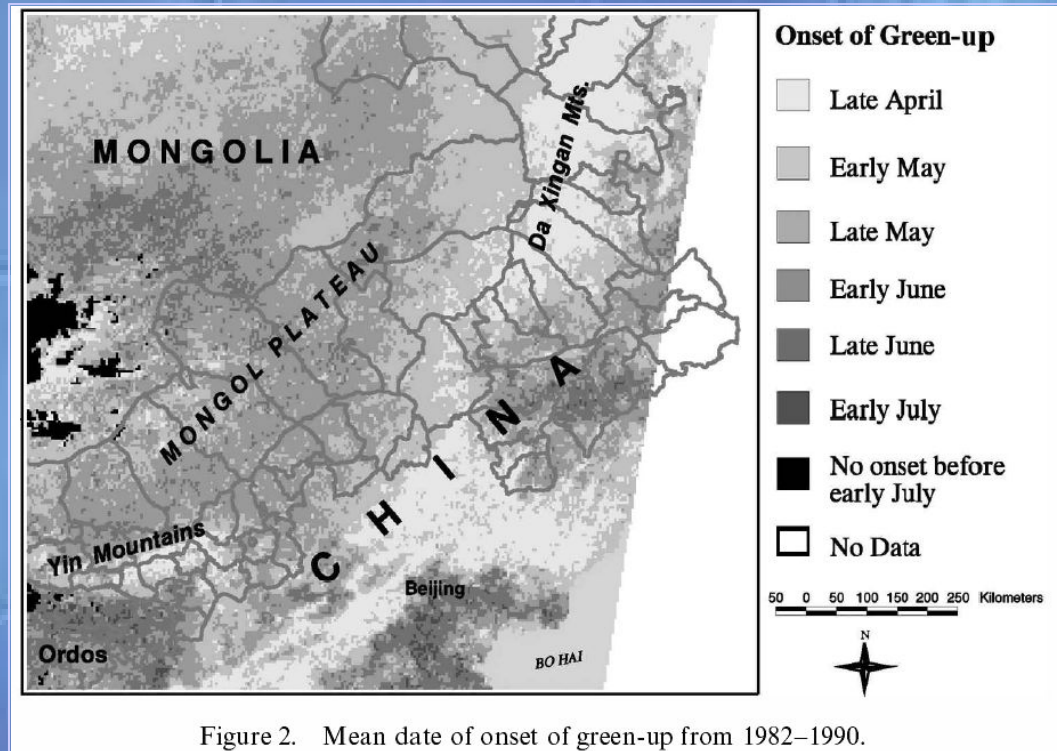 MONGOLIA
Da Xingan Mts.
MONGOL PLATEAU
CHINA
Yin Mountains
Beijing
Ordos
BO HAI
Onset of Green-up
Late April
Early May
Late May
Early June
Late June
Early July
No onset before
early July
No Data
50 0 50 100 150 200 250 Kilometers
N
Figure 2. Mean date of onset of green-up from 1982–1990.